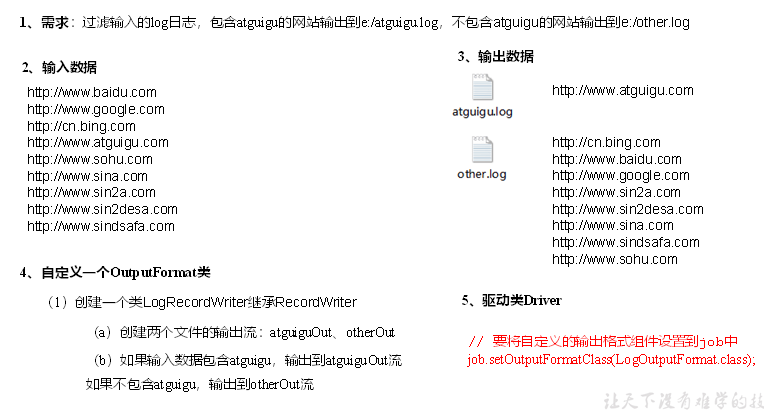 1、需求：过滤输入的log日志，包含atguigu的网站输出到e:/atguigu.log，不包含atguigu的网站输出到e:/other.log
2、输入数据
http://www.baidu.com
http://www.google.com
http://cn.bing.com
http://www.atguigu.com
http://www.sohu.com
http://www.sina.com
http://www.sin2a.com
http://www.sin2desa.com
http://www.sindsafa.com
3、输出数据
atguigu.log
http://www.atguigu.com
other.log
http://cn.bing.com
http://www.baidu.com
http://www.google.com
http://www.sin2a.com
http://www.sin2desa.com
http://www.sina.com
http://www.sindsafa.com
http://www.sohu.com
4、自定义一个OutputFormat类
（1）创建一个类LogRecordWriter继承RecordWriter
（a）创建两个文件的输出流：atguiguOut、otherOut
（b）如果输入数据包含atguigu，输出到atguiguOut流
如果不包含atguigu，输出到otherOut流
5、驱动类Driver
// 要将自定义的输出格式组件设置到job中
job.setOutputFormatClass(LogOutputFormat.class);
让天下没有难学的技